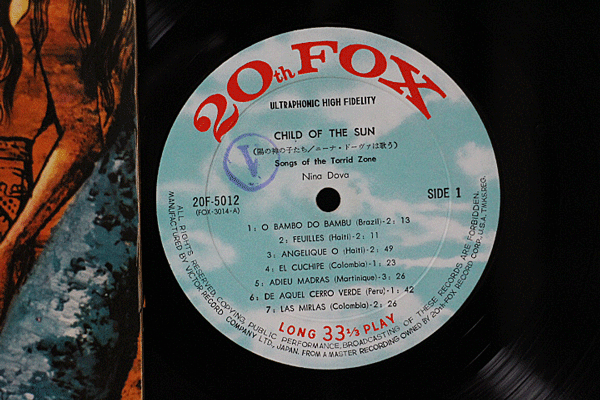 20th FOX
ULTRAPHONIC HIGH FIDELITY
CHILD OF THE SUN
(陽の神の子たち／ニーナ・ドーヴァは歌う)
Songs of the Torrid Zone
Nina Dova
V
20F-5012
(FOX-3014-A)
SIDE 1
1: O BAMBO DO BAMBU (Brazil)-2: 13
2: FEUILLES (Haiti)-2: 11
3: ANGELIQUE O (Haiti)-2: 49
4: EL CUCHIPE (Colombia)-1: 23
5: ADIEU MADRAS (Martinique)-3: 26
6: DE AQUEL CERRO VERDE (Peru)-1: 42
7: LAS MIRLAS (Colombia)-2: 26
LONG 33 1/3 PLAY
ALL RIGHTS RESERVED, COPYING, PUBLIC PERFORMANCE, BROADCASTING OF THESE RECORDS ARE FORBIDDEN.
MANUFACTURED BY VICTOR RECORD COMPANY LTD., JAPAN. FROM A MASTER RECORDING OWNED BY 20th FOX RECORD CORP., U.S.A. TMKS REG.